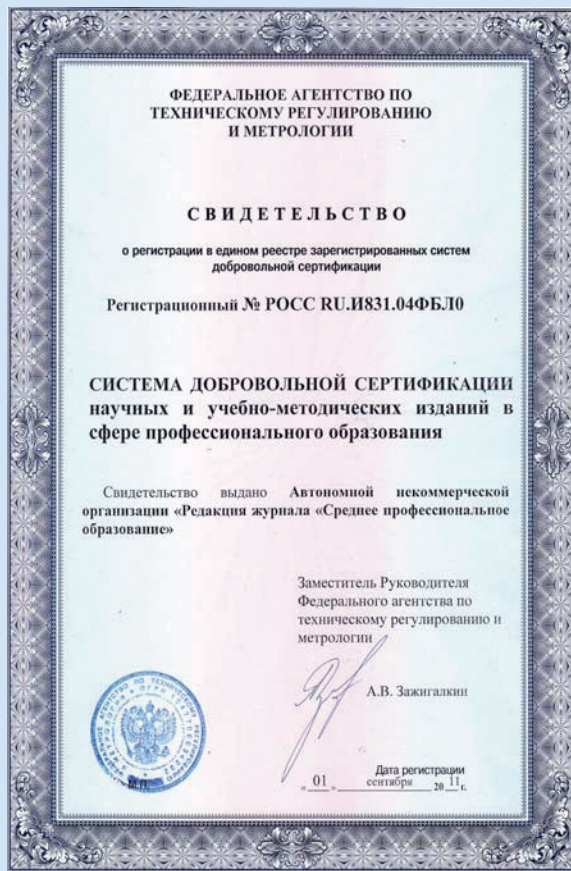 ФЕДЕРАЛЬНОЕ АГЕНТСТВО ПО
ТЕХНИЧЕСКОМУ РЕГУЛИРОВАНИЮ
И МЕТРОЛОГИИ
СВИДЕТЕЛЬСТВО
о регистрации в едином реестре зарегистрированных систем
добровольной сертификации
Регистрационный № РОСС RU.И831.04ФБЛ0
СИСТЕМА ДОБРОВОЛЬНОЙ СЕРТИФИКАЦИИ
научных и учебно-методических изданий в
сфере профессионального образования
Свидетельство выдано Автономной некоммерческой
организации «Редакция журнала «Среднее профессиональное
образование»
Заместитель Руководителя
Федерального агентства по
техническому регулированию и
метрологии
А.В. Зажигалкин
Дата регистрации
« 01 » сентября 20 11 г.